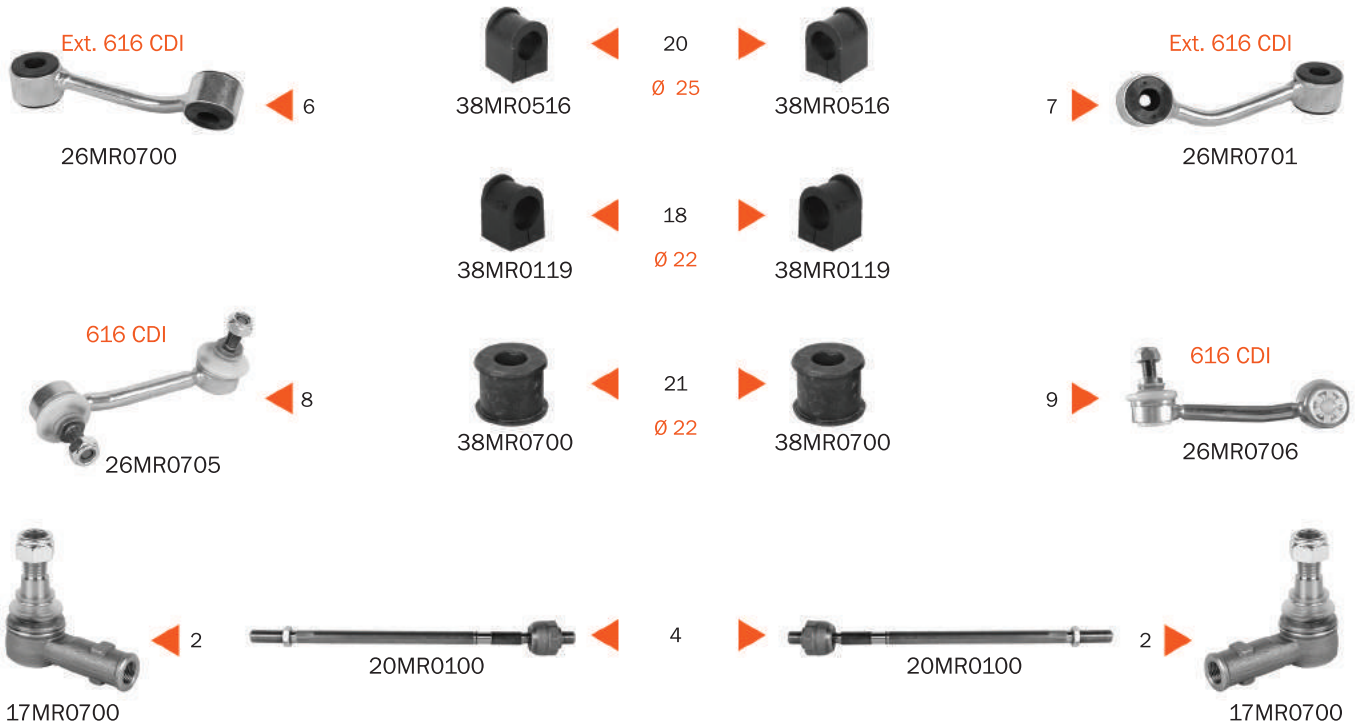 Ext. 616 CDI
20
Ext. 616 CDI
Ø 25
6
38MR0516
38MR0516
7
26MR0700
26MR0701
18
Ø 22
38MR0119
38MR0119
616 CDI
616 CDI
21
8
9
Ø 22
38MR0700
38MR0700
26MR0705
26MR0706
2
4
2
20MR0100
20MR0100
17MR0700
17MR0700